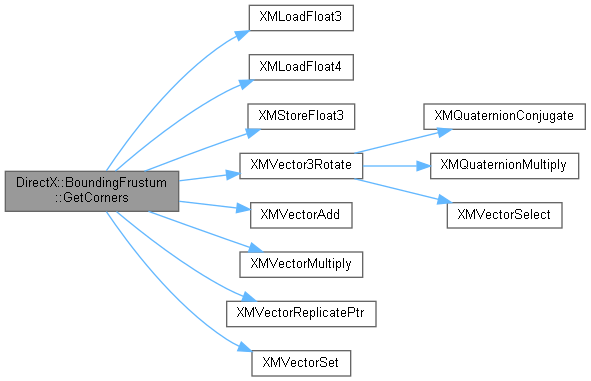 DirectX::BoundingFrustum
::GetCorners
XMLoadFloat3
XMLoadFloat4
XMStoreFloat3
XMVector3Rotate
XMVectorAdd
XMVectorMultiply
XMVectorReplicatePtr
XMVectorSet
XMQuaternionConjugate
XMQuaternionMultiply
XMVectorSelect